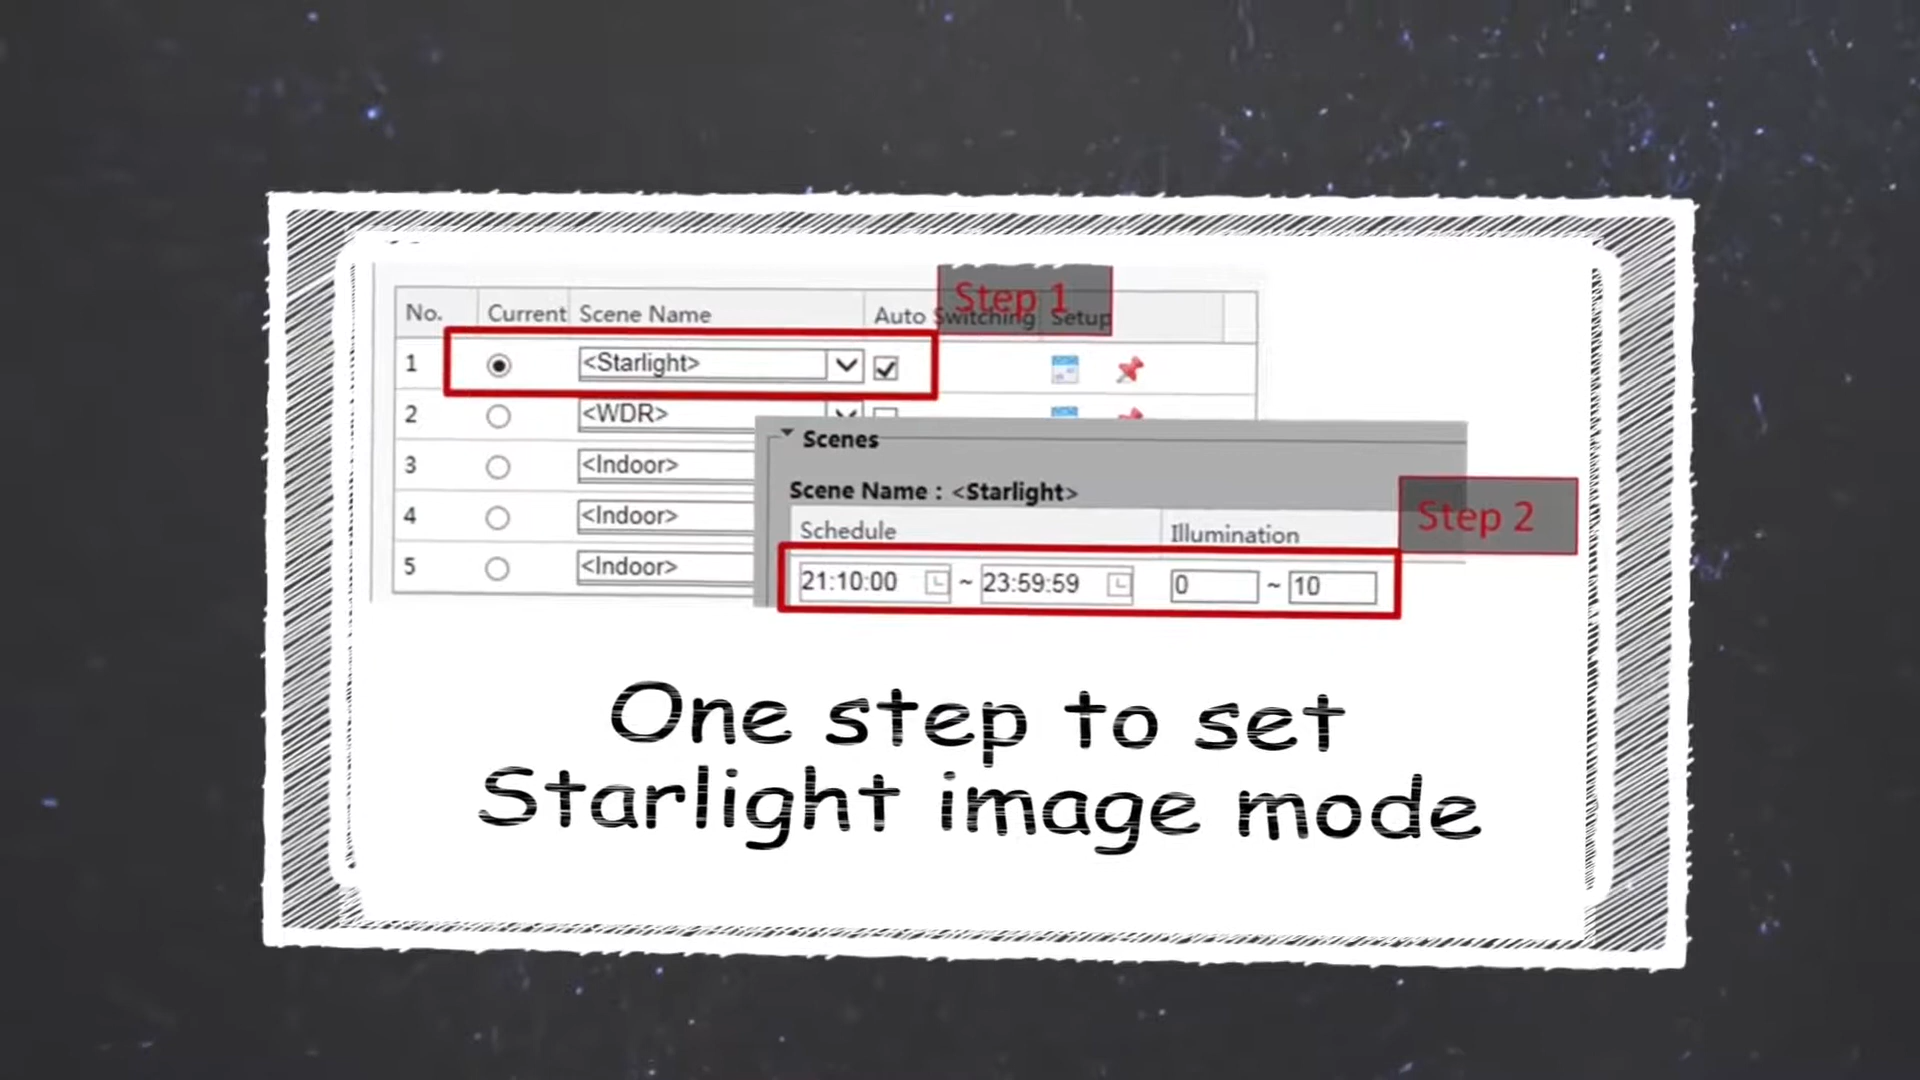 Step 1
No. Current Scene Name Auto Switching Setup
1 <Starlight>
2 <WDR>
3 <Indoor>
4 <Indoor>
5 <Indoor>
Scenes
Scene Name : <Starlight>
Step 2
Schedule Illumination
21:10:00 ~ 23:59:59 0 ~ 10
One step to set
Starlight image mode